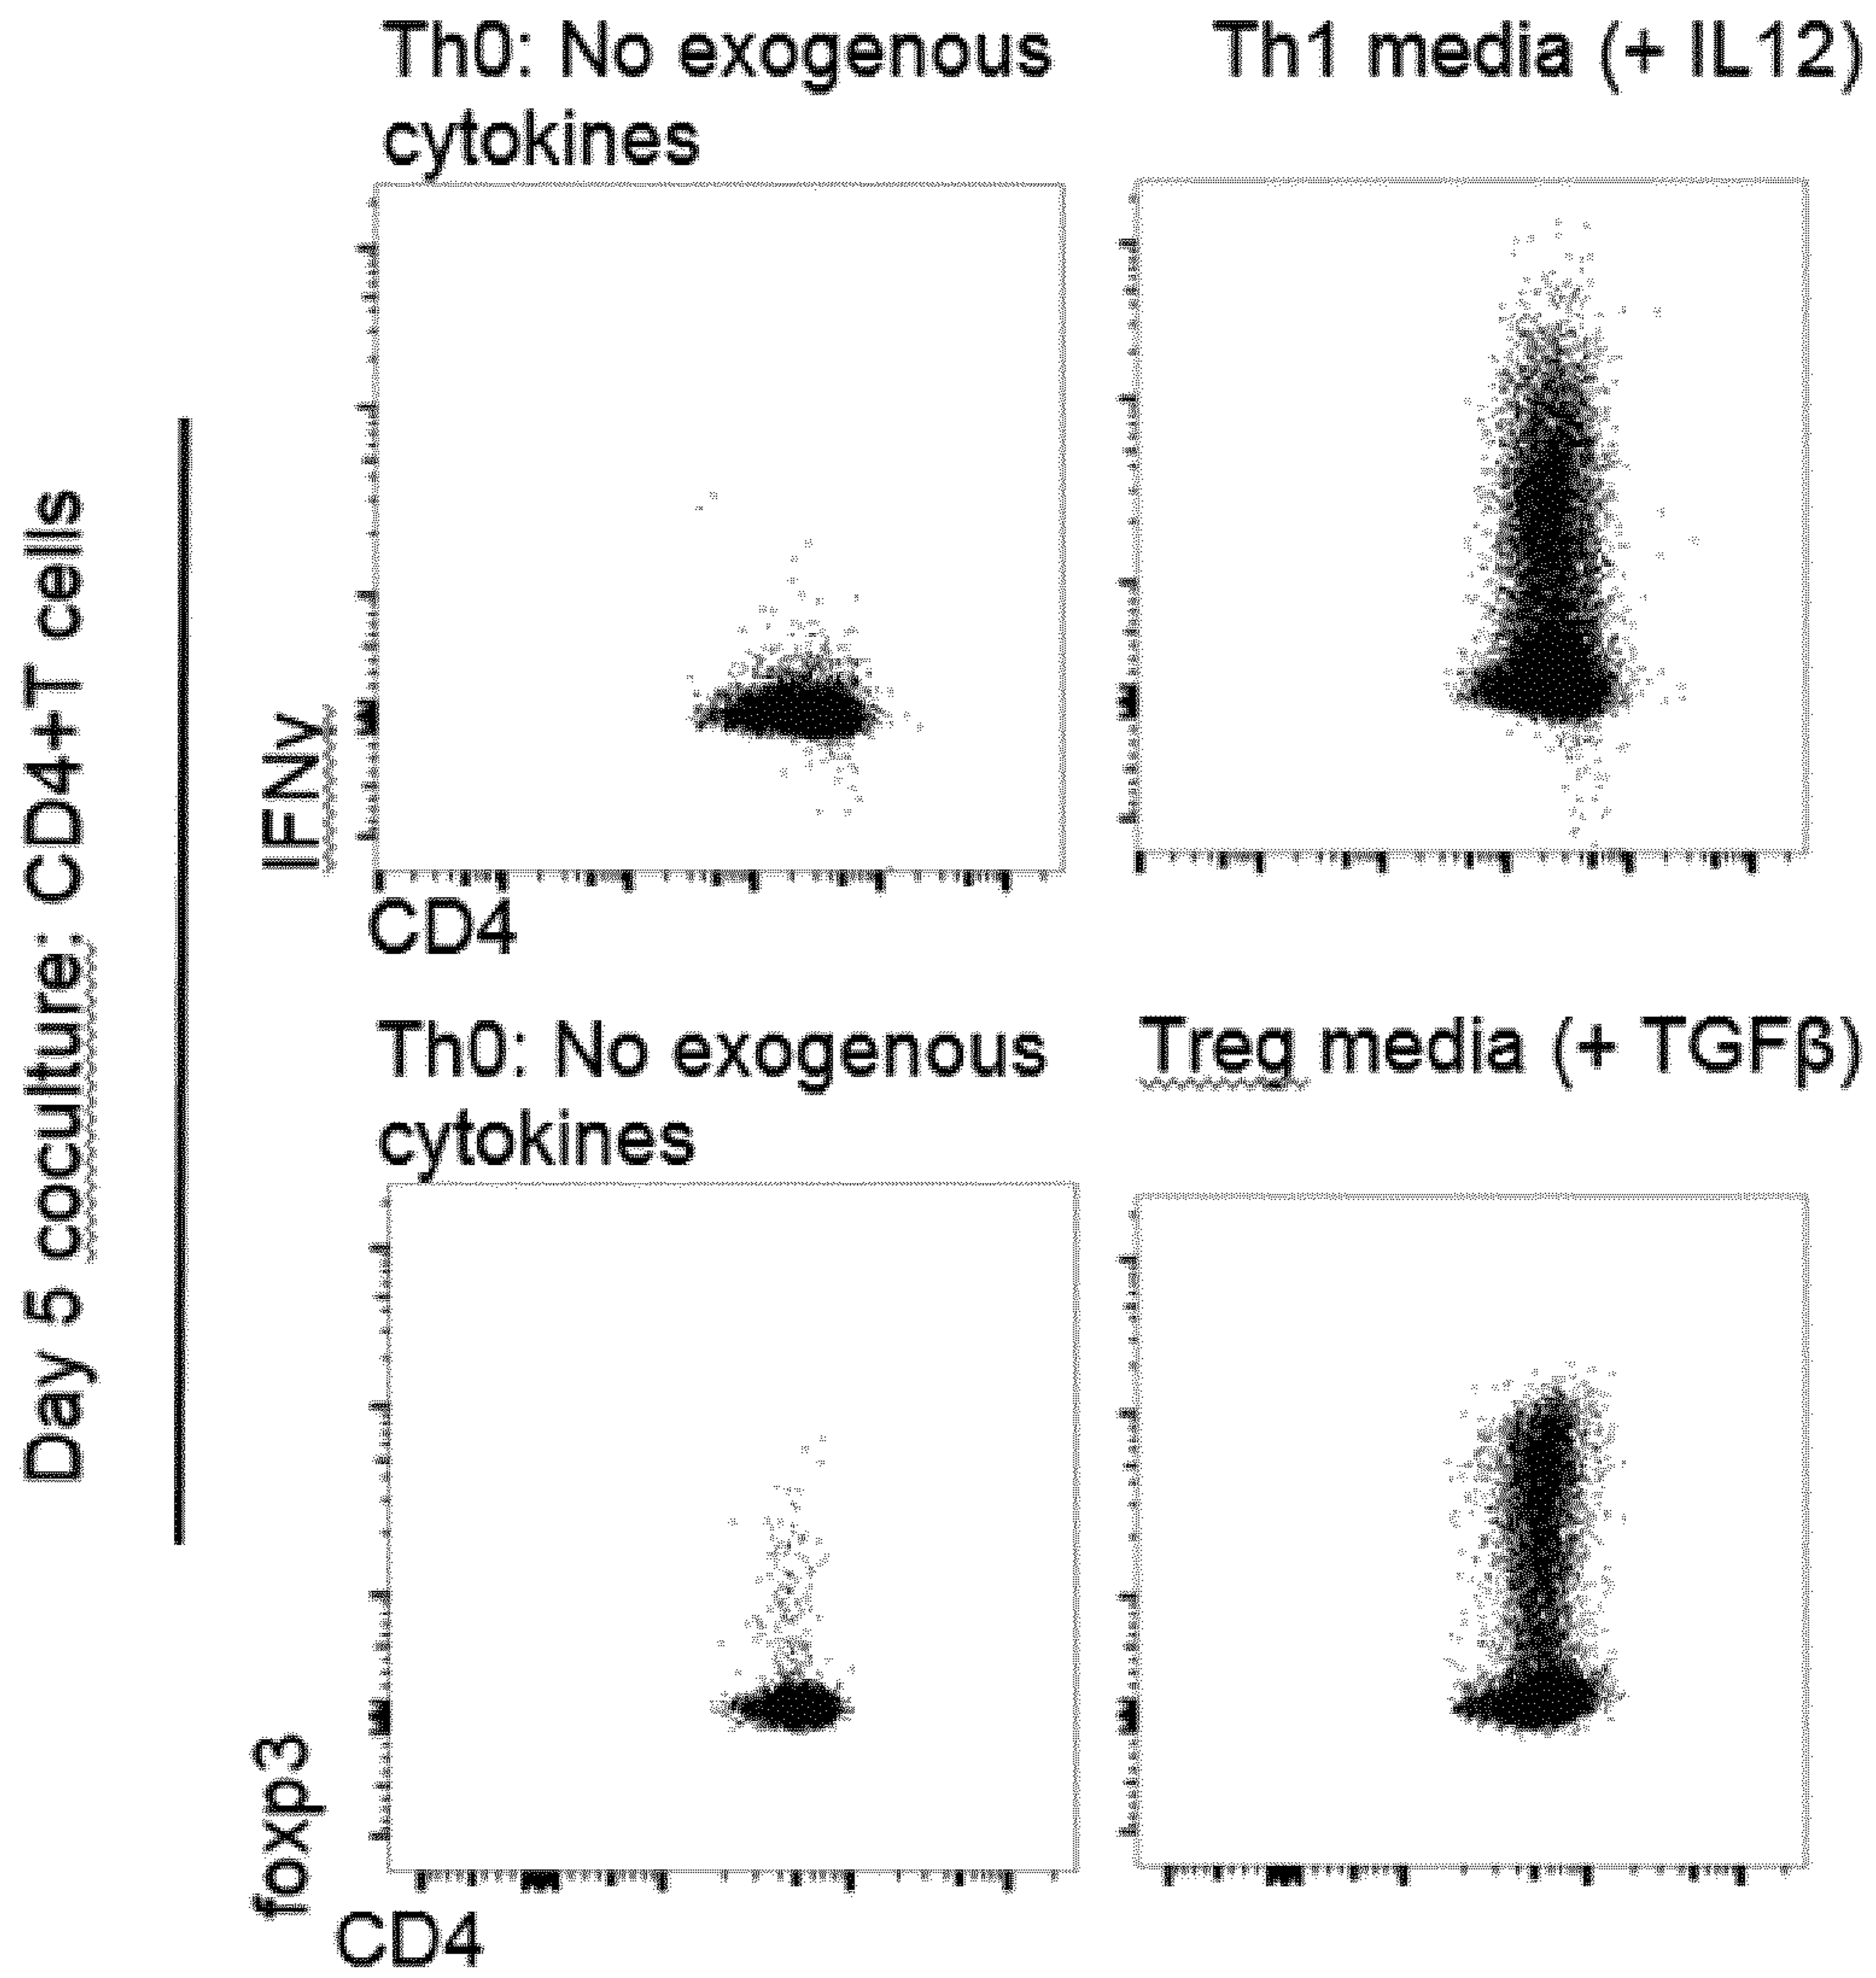 Th0: No exogenous
cytokines
Th1 media (+ IL12)
Day 5 coculture: CD4+T cells
IFNγ
CD4
Th0: No exogenous
cytokines
Treg media (+ TGFβ)
foxp3
CD4